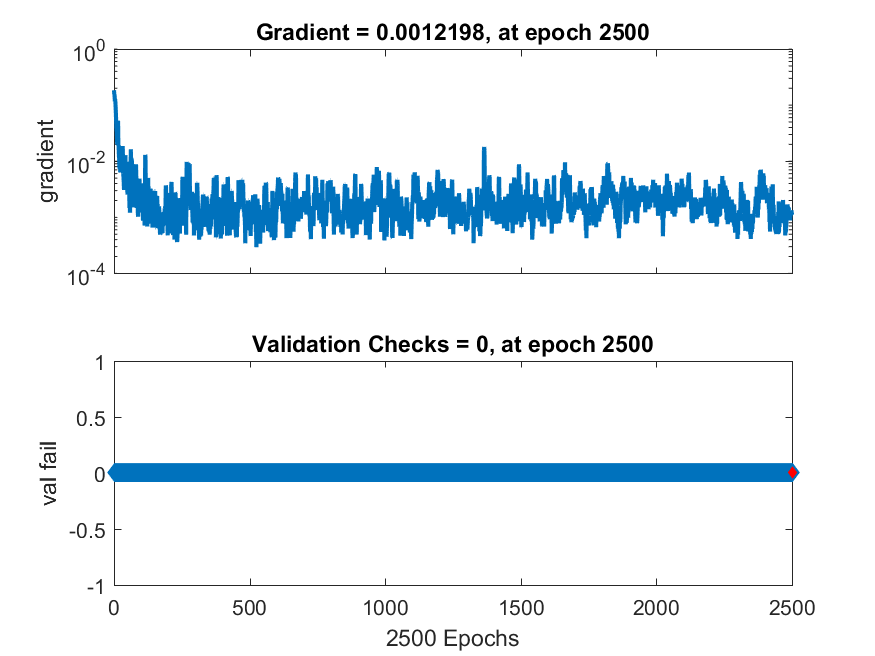 Gradient = 0.0012198, at epoch 2500
10^0
10^-2
10^-4
gradient
Validation Checks = 0, at epoch 2500
1
0.5
0
-0.5
-1
val fail
0 500 1000 1500 2000 2500
2500 Epochs